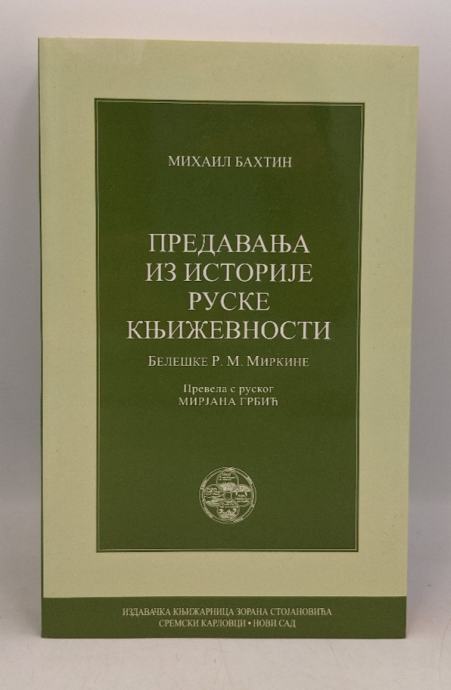 МИХАИЛ БАХТИН
ПРЕДАВАЊА
ИЗ ИСТОРИЈЕ
РУСКЕ
КЊИЖЕВНОСТИ
БЕЛЕШКЕ Р. М. МИРКИНЕ
Превела с руског
МИРЈАНА ГРБИЋ
ИЗДАВАЧКА КЊИЖАРНИЦА ЗОРАНА СТОЈАНОВИЋА
СРЕМСКИ КАРЛОВЦИ • НОВИ САД